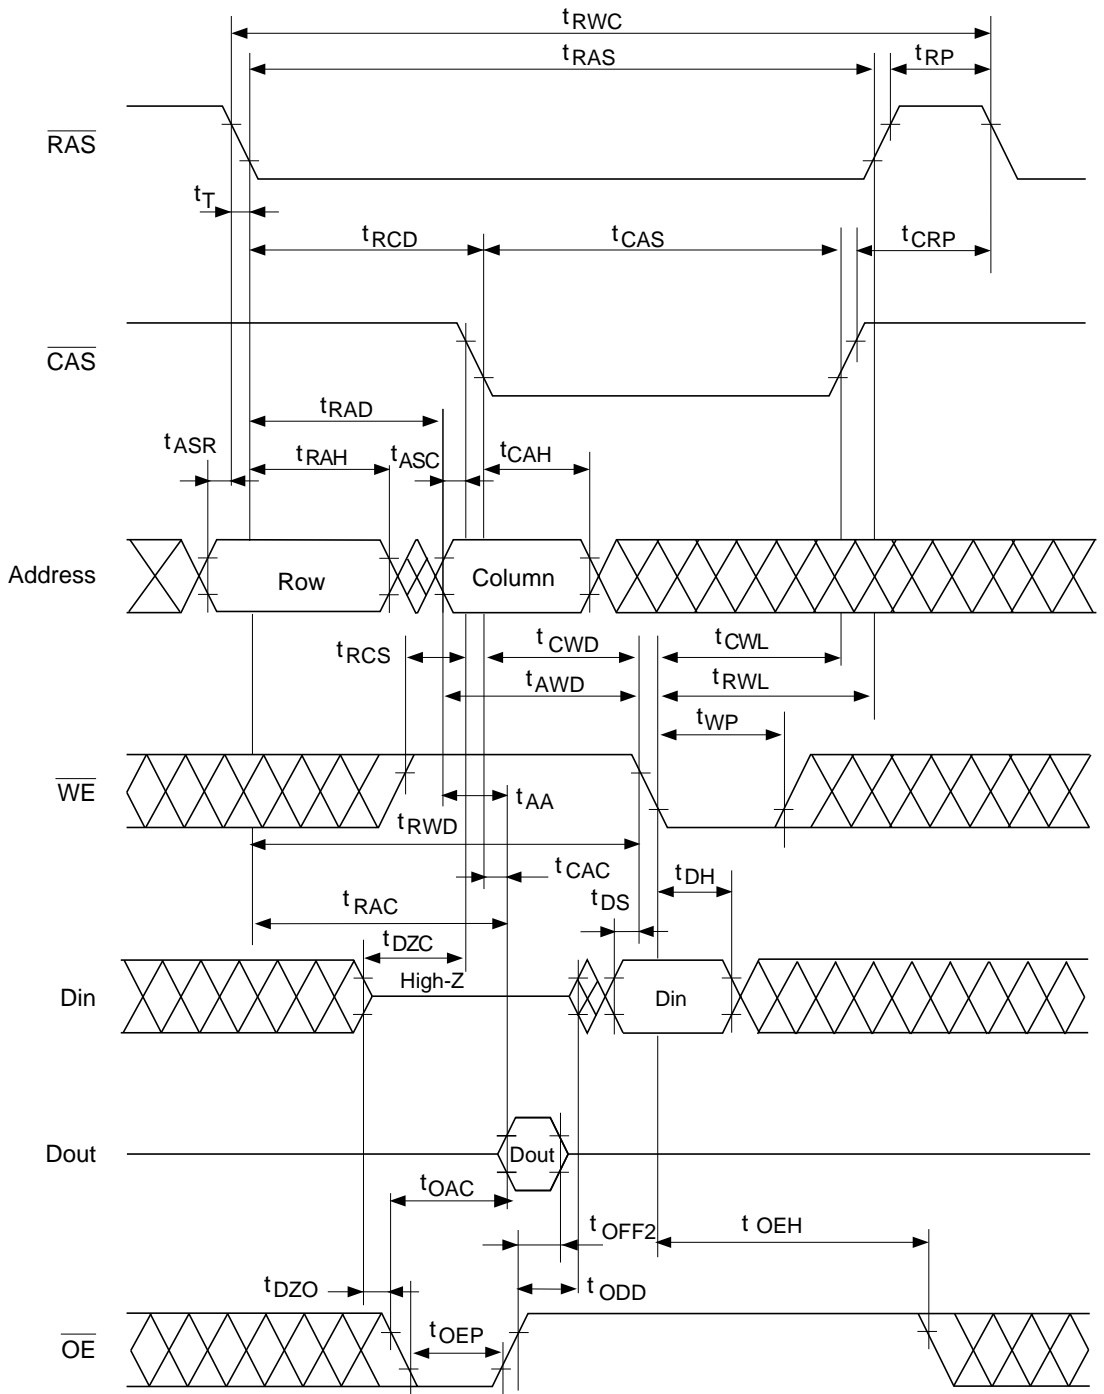 tRWC
tRAS
tRP
RAS
tT
tRCD
tCAS
tCRP
CAS
tRAD
tASR
tRAH
tASC
tCAH
Address
Row
Column
tRCS
tCWD
tCWL
tAWD
tRWL
tWP
WE
tAA
tRWD
tCAC
tDH
tDS
tRAC
tDZC
High-Z
Din
Din
Dout
Dout
tOAC
tOFF2
tOEH
tDZO
tODD
tOEP
OE